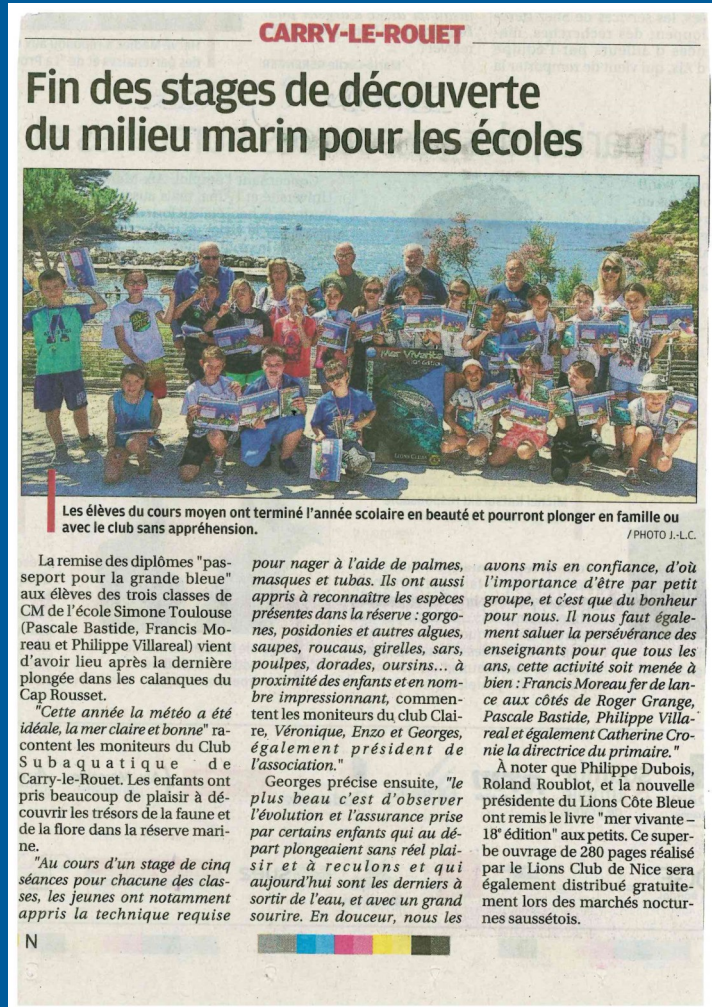 CARRY-LE-ROUET
Fin des stages de découverte
du milieu marin pour les écoles
Mer Vivante
LIONS CLUB
Les élèves du cours moyen ont terminé l'année scolaire en beauté et pourront plonger en famille ou
avec le club sans appréhension.
/ PHOTO J.-L.C.
La remise des diplômes "pas-
seport pour la grande bleue"
aux élèves des trois classes de
CM de l'école Simone Toulouse
(Pascale Bastide, Francis Mo-
reau et Philippe Villareal) vient
d'avoir lieu après la dernière
plongée dans les calanques du
Cap Rousset.
"Cette année la météo a été
idéale, la mer claire et bonne" ra-
content les moniteurs du Club
Subaquatique de
Carry-le-Rouet. Les enfants ont
pris beaucoup de plaisir à dé-
couvrir les trésors de la faune et
de la flore dans la réserve mari-
ne.
"Au cours d'un stage de cinq
séances pour chacune des clas-
ses, les jeunes ont notamment
appris la technique requise
pour nager à l'aide de palmes,
masques et tubas. Ils ont aussi
appris à reconnaître les espèces
présentes dans la réserve : gorgo-
nes, posidonies et autres algues,
saupes, roucaus, girelles, sars,
poulpes, dorades, oursins... à
proximité des enfants et en nom-
bre impressionnant, commen-
tent les moniteurs du club Clai-
re, Véronique, Enzo et Georges,
également président de
l'association."
Georges précise ensuite, "le
plus beau c'est d'observer
l'évolution et l'assurance prise
par certains enfants qui au dé-
part plongeaient sans réel plai-
sir et à reculons et qui
aujourd'hui sont les derniers à
sortir de l'eau, et avec un grand
sourire. En douceur, nous les
avons mis en confiance, d'où
l'importance d'être par petit
groupe, et c'est que du bonheur
pour nous. Il nous faut égale-
ment saluer la persévérance des
enseignants pour que tous les
ans, cette activité soit menée à
bien : Francis Moreau fer de lan-
ce aux côtés de Roger Grange,
Pascale Bastide, Philippe Villa-
real et également Catherine Cro-
nie la directrice du primaire."
À noter que Philippe Dubois,
Roland Roublot, et la nouvelle
présidente du Lions Côte Bleue
ont remis le livre "mer vivante –
18e édition" aux petits. Ce super-
be ouvrage de 280 pages réalisé
par le Lions Club de Nice sera
également distribué gratuite-
ment lors des marchés noctur-
nes saussétois.
N